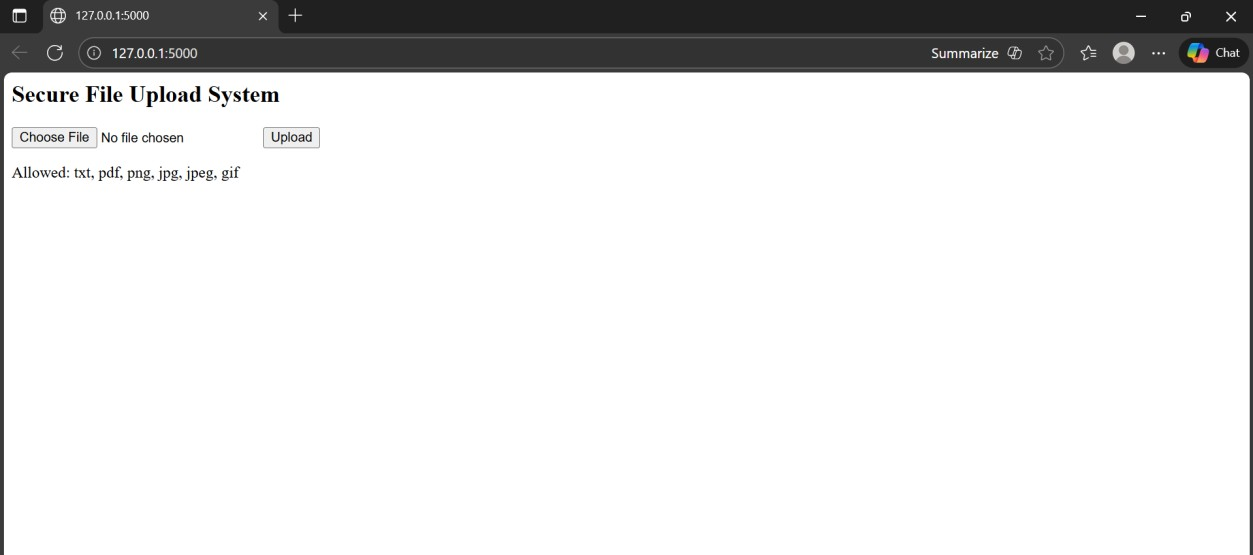 127.0.0.1:5000
127.0.0.1:5000 Summarize Chat
Secure File Upload System
Choose File No file chosen Upload
Allowed: txt, pdf, png, jpg, jpeg, gif